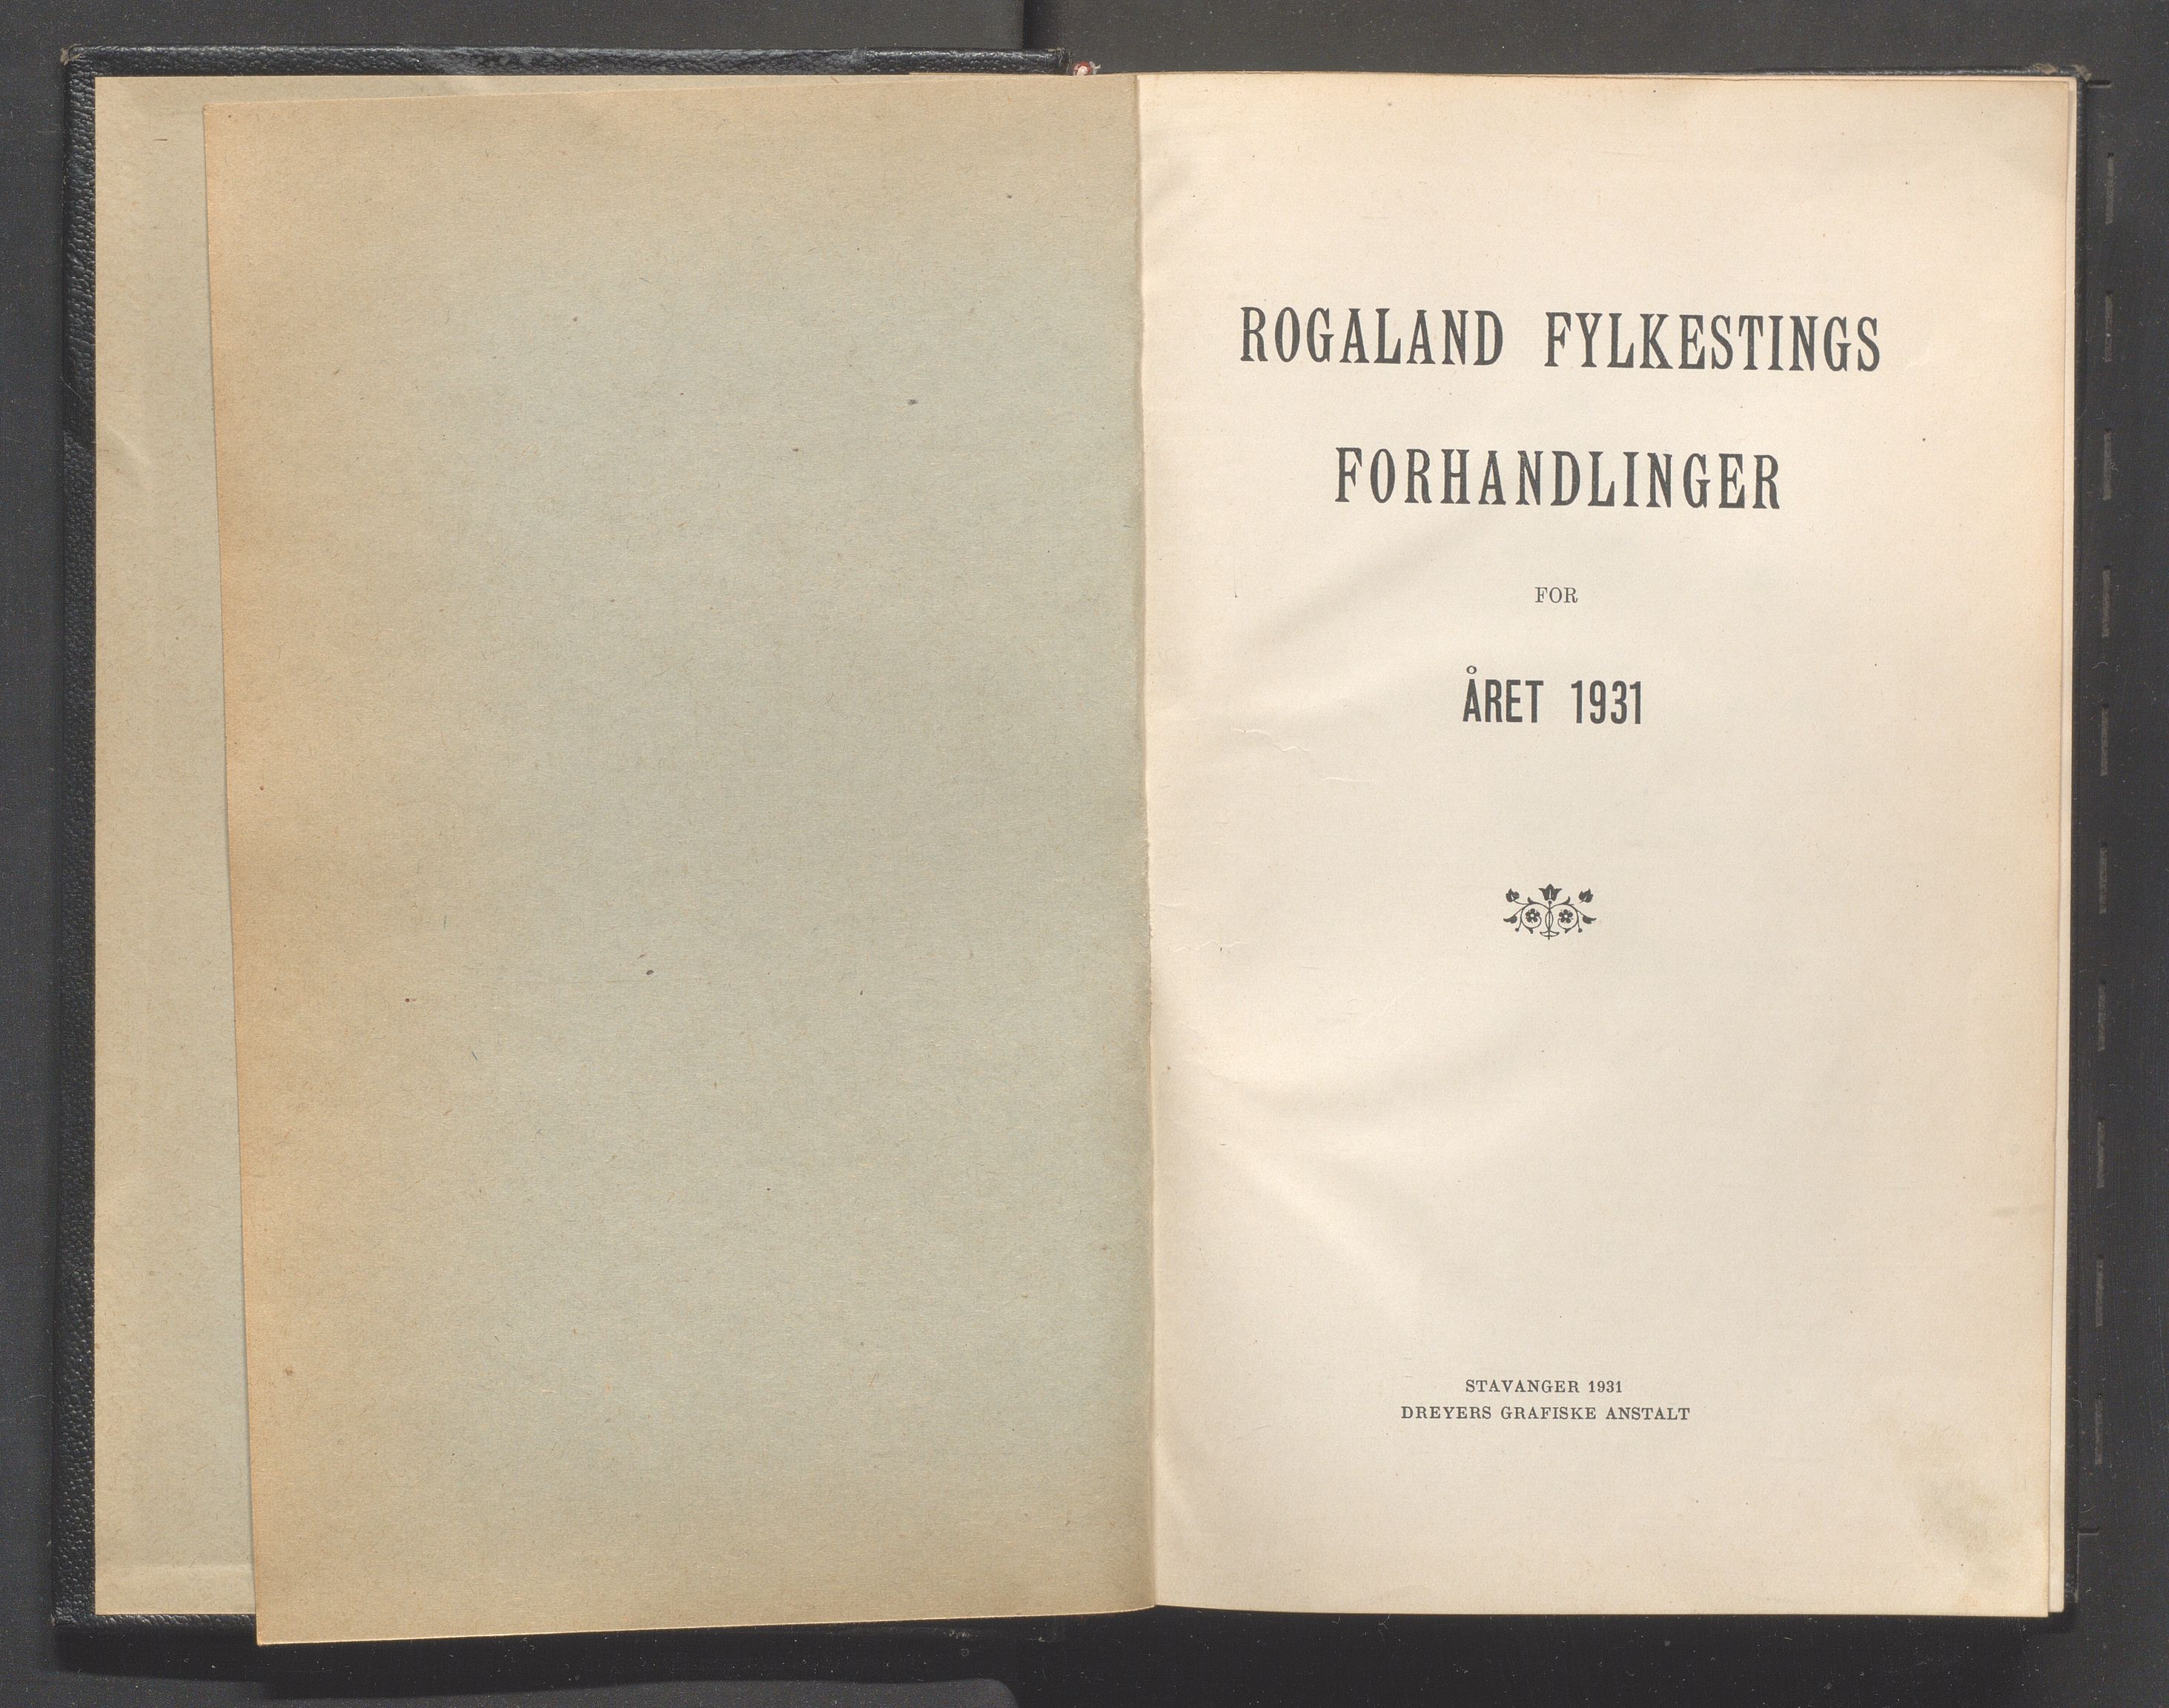 ROGALAND FYLKESTINGS
FORHANDLINGER
FOR
ÅRET 1931
STAVANGER 1931
DREYERS GRAFISKE ANSTALT